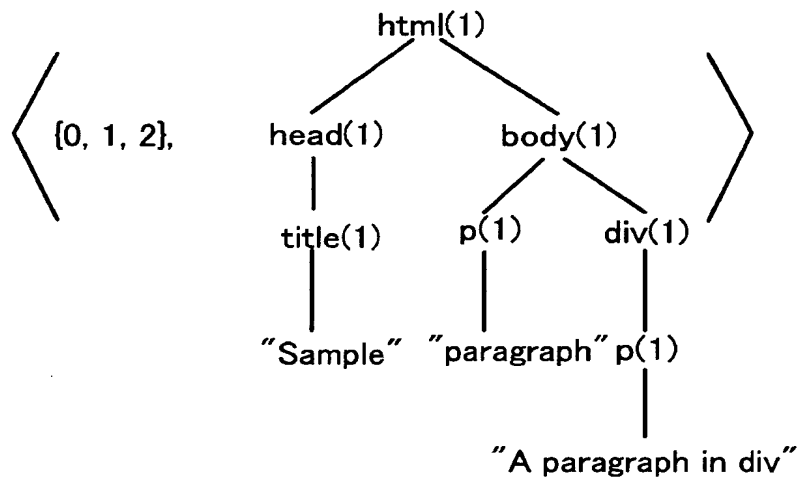 html(1)
{0, 1, 2},
head(1)
body(1)
title(1)
p(1)
div(1)
"Sample"
"paragraph"
p(1)
"A paragraph in div"